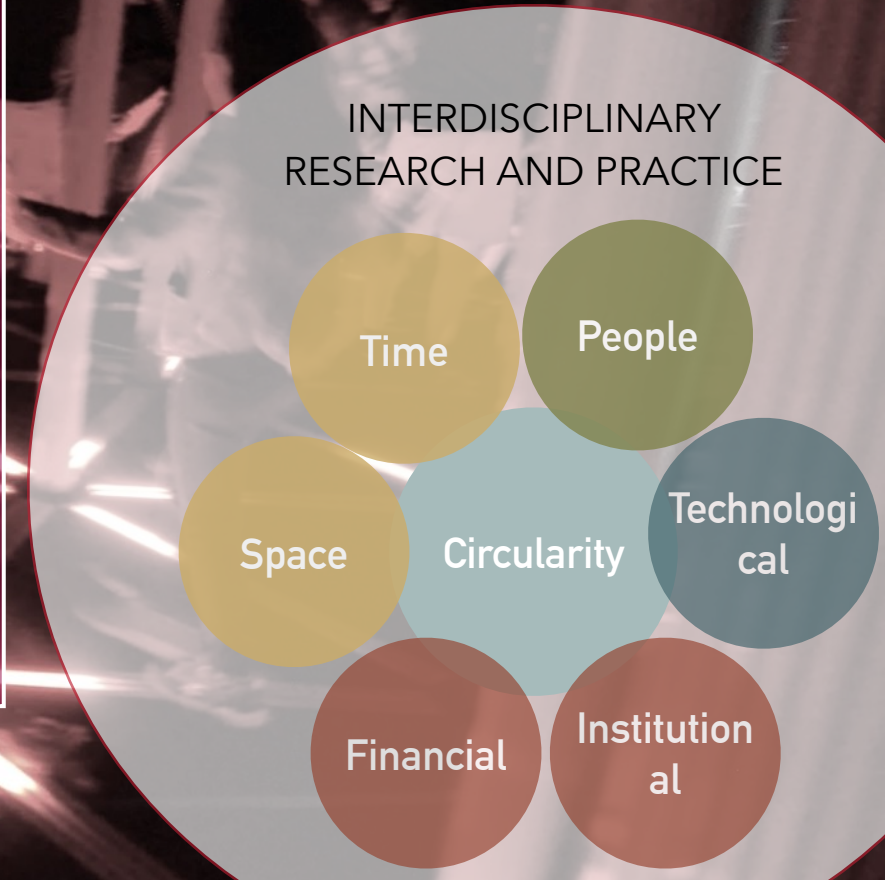 INTERDISCIPLINARY
RESEARCH AND PRACTICE
Time
People
Space
Circularity
Technologi
cal
Financial
Institution
al